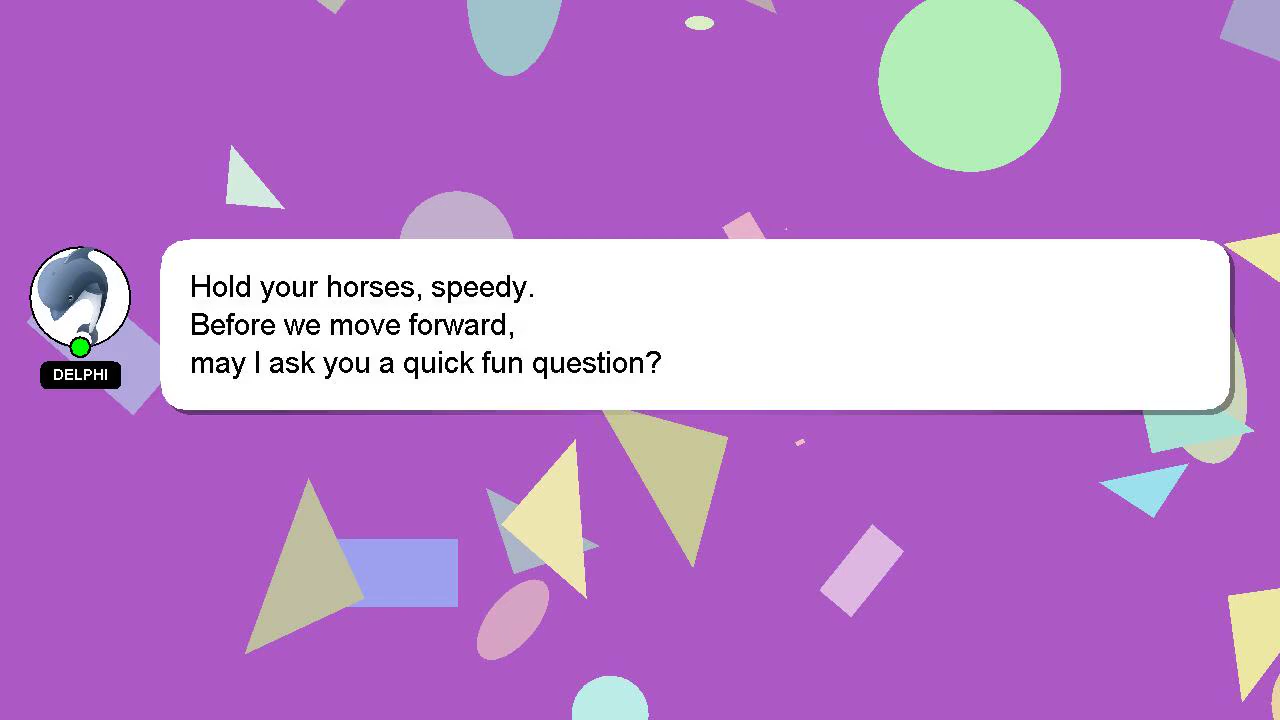 Hold your horses, speedy.
Before we move forward,
may I ask you a quick fun question?
DELPHI